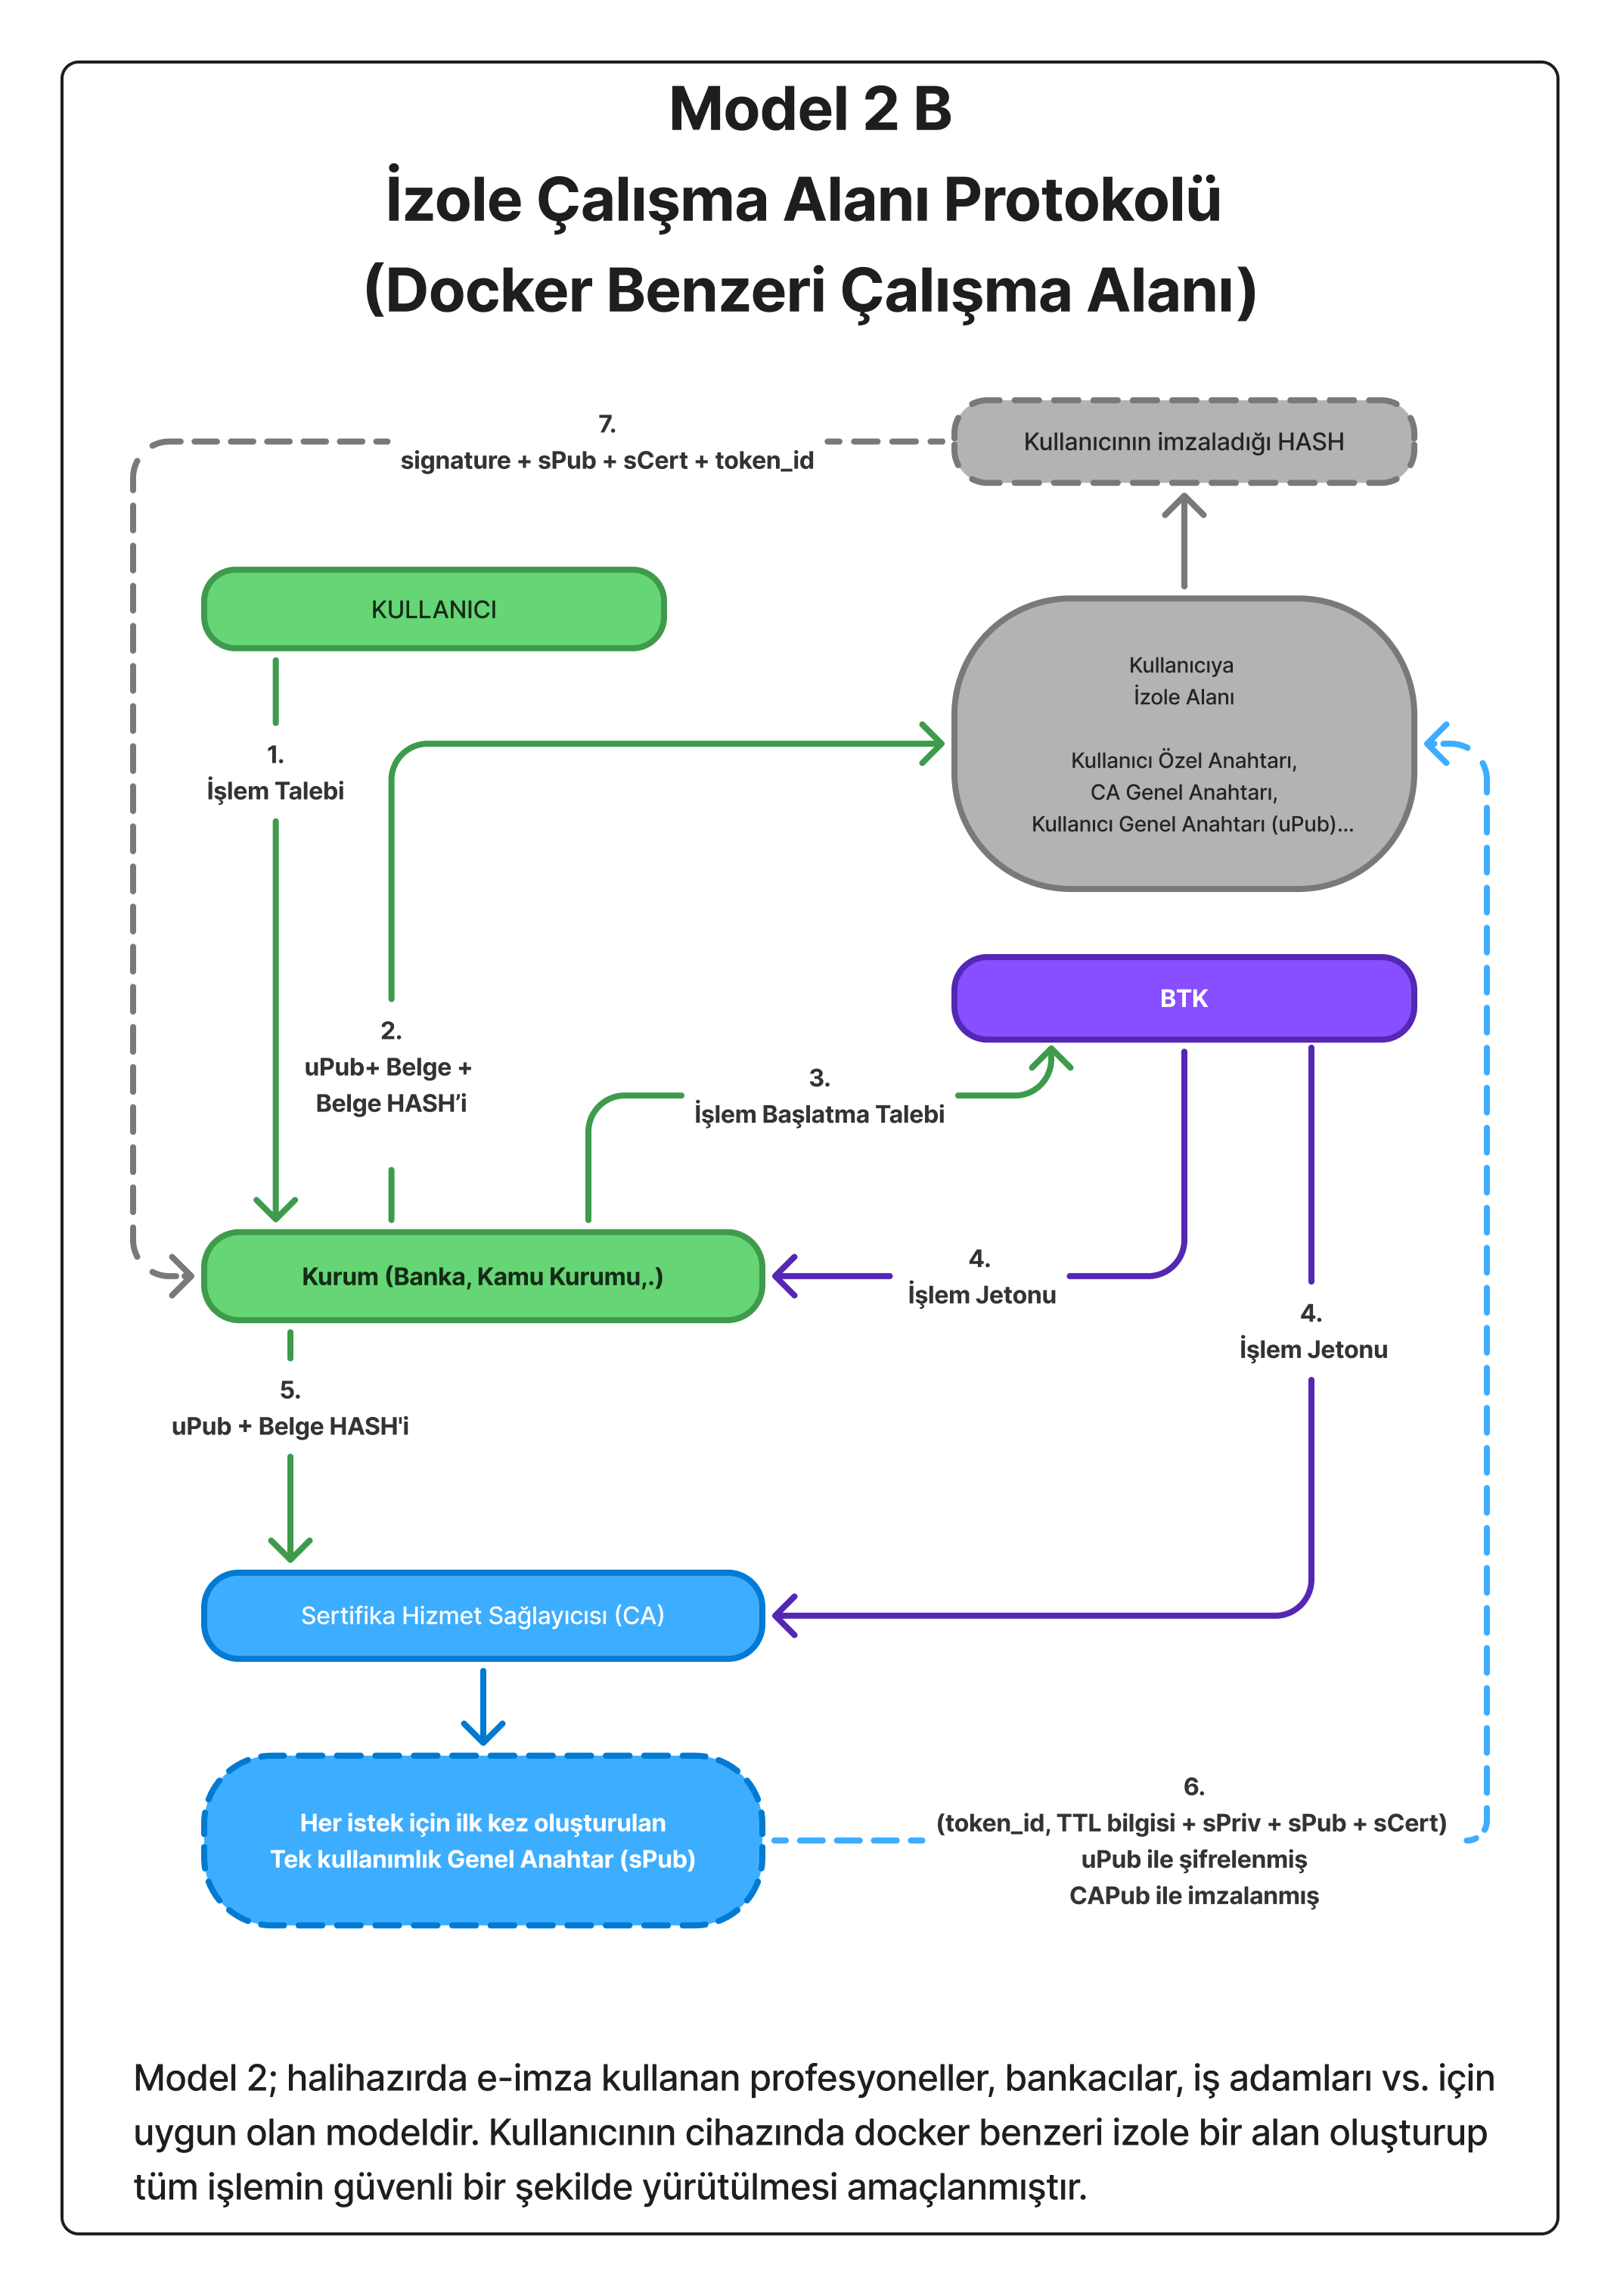 Model 2 B
İzole Çalışma Alanı Protokolü
(Docker Benzeri Çalışma Alanı)
7.
signature + sPub + sCert + token_id
Kullanıcının imzaladığı HASH
KULLANICI
Kullanıcıya
İzole Alanı
Kullanıcı Özel Anahtarı,
CA Genel Anahtarı,
Kullanıcı Genel Anahtarı (uPub)...
1.
İşlem Talebi
BTK
2.
uPub+ Belge +
Belge HASH’i
3.
İşlem Başlatma Talebi
Kurum (Banka, Kamu Kurumu,.)
4.
İşlem Jetonu
4.
İşlem Jetonu
5.
uPub + Belge HASH'i
Sertifika Hizmet Sağlayıcısı (CA)
Her istek için ilk kez oluşturulan
Tek kullanımlık Genel Anahtar (sPub)
6.
(token_id, TTL bilgisi + sPriv + sPub + sCert)
uPub ile şifrelenmiş
CAPub ile imzalanmış
Model 2; halihazırda e-imza kullanan profesyoneller, bankacılar, iş adamları vs. için
uygun olan modeldir. Kullanıcının cihazında docker benzeri izole bir alan oluşturup
tüm işlemin güvenli bir şekilde yürütülmesi amaçlanmıştır.